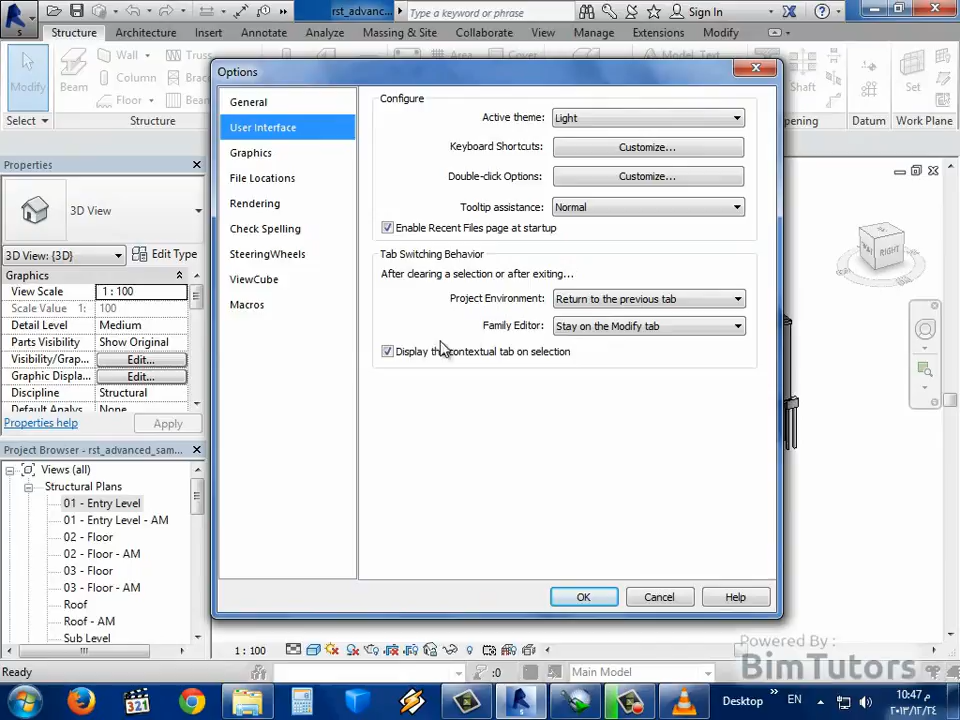 rst_advanc...
Type a keyword or phrase
Sign In
Structure
Architecture
Insert
Annotate
Analyze
Massing & Site
Collaborate
View
Manage
Extensions
Modify
Modify
Beam
Wall
Column
Floor
Truss
Shaft
Set
Select
Structure
Datum
Work Plane
Options
General
User Interface
Graphics
File Locations
Rendering
Check Spelling
SteeringWheels
ViewCube
Macros
Configure
Active theme: Light
Keyboard Shortcuts: Customize...
Double-click Options: Customize...
Tooltip assistance: Normal
Enable Recent Files page at startup
Tab Switching Behavior
After clearing a selection or after exiting...
Project Environment: Return to the previous tab
Family Editor: Stay on the Modify tab
Display the contextual tab on selection
OK
Cancel
Help
Properties
3D View
3D View: {3D}
Edit Type
Graphics
View Scale 1 : 100
Scale Value 1: 100
Detail Level Medium
Parts Visibility Show Original
Visibility/Grap... Edit...
Graphic Displa... Edit...
Discipline Structural
Default Analys None
Properties help
Apply
Project Browser - rst_advanced_sam...
Views (all)
Structural Plans
01 - Entry Level
01 - Entry Level - AM
02 - Floor
02 - Floor - AM
03 - Floor
03 - Floor - AM
Roof
Roof - AM
Sub Level
1 : 100
Ready
:0
Main Model
Powered By :
BimTutors
321
Desktop
EN
10:47 م
٢٠١٣/١٢/٢٤